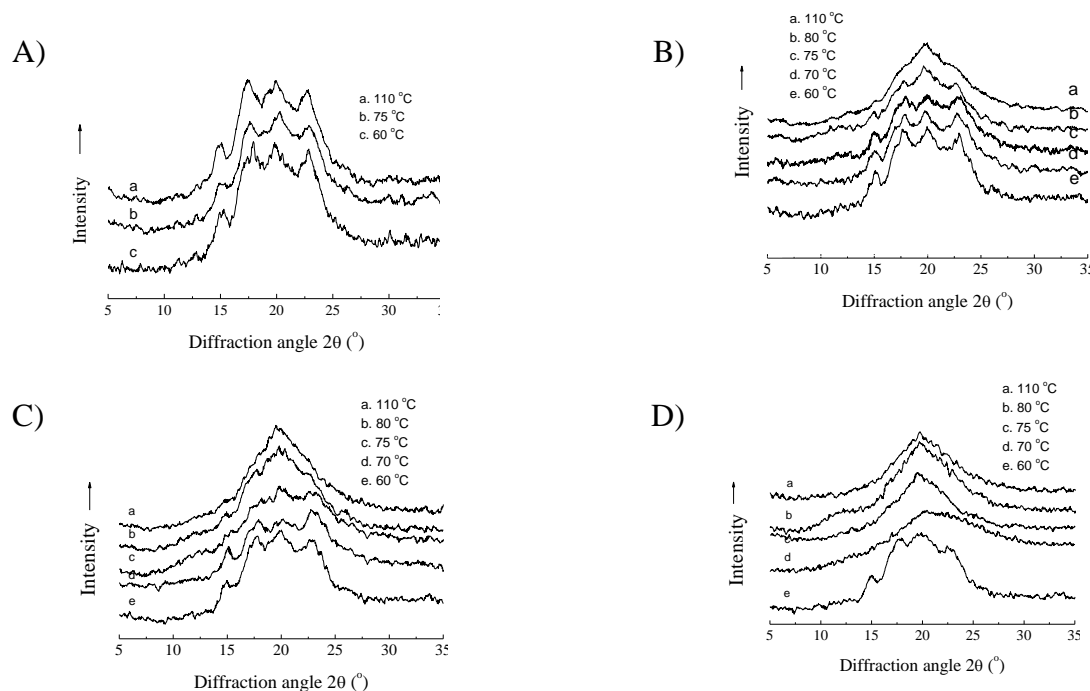 A)
a. 110 °C
b. 75 °C
c. 60 °C
a
b
c
Intensity
5 10 15 20 25 30 3
Diffraction angle 2θ (°)
B)
a. 110 °C
b. 80 °C
c. 75 °C
d. 70 °C
e. 60 °C
a
b
c
d
e
Intensity
5 10 15 20 25 30 35
Diffraction angle 2θ (°)
C)
a. 110 °C
b. 80 °C
c. 75 °C
d. 70 °C
e. 60 °C
a
b
c
d
e
Intensity
5 10 15 20 25 30 35
Diffraction angle 2θ (°)
D)
a. 110 °C
b. 80 °C
c. 75 °C
d. 70 °C
e. 60 °C
a
b
d
e
Intensity
5 10 15 20 25 30 35
Diffraction angle 2θ (°)